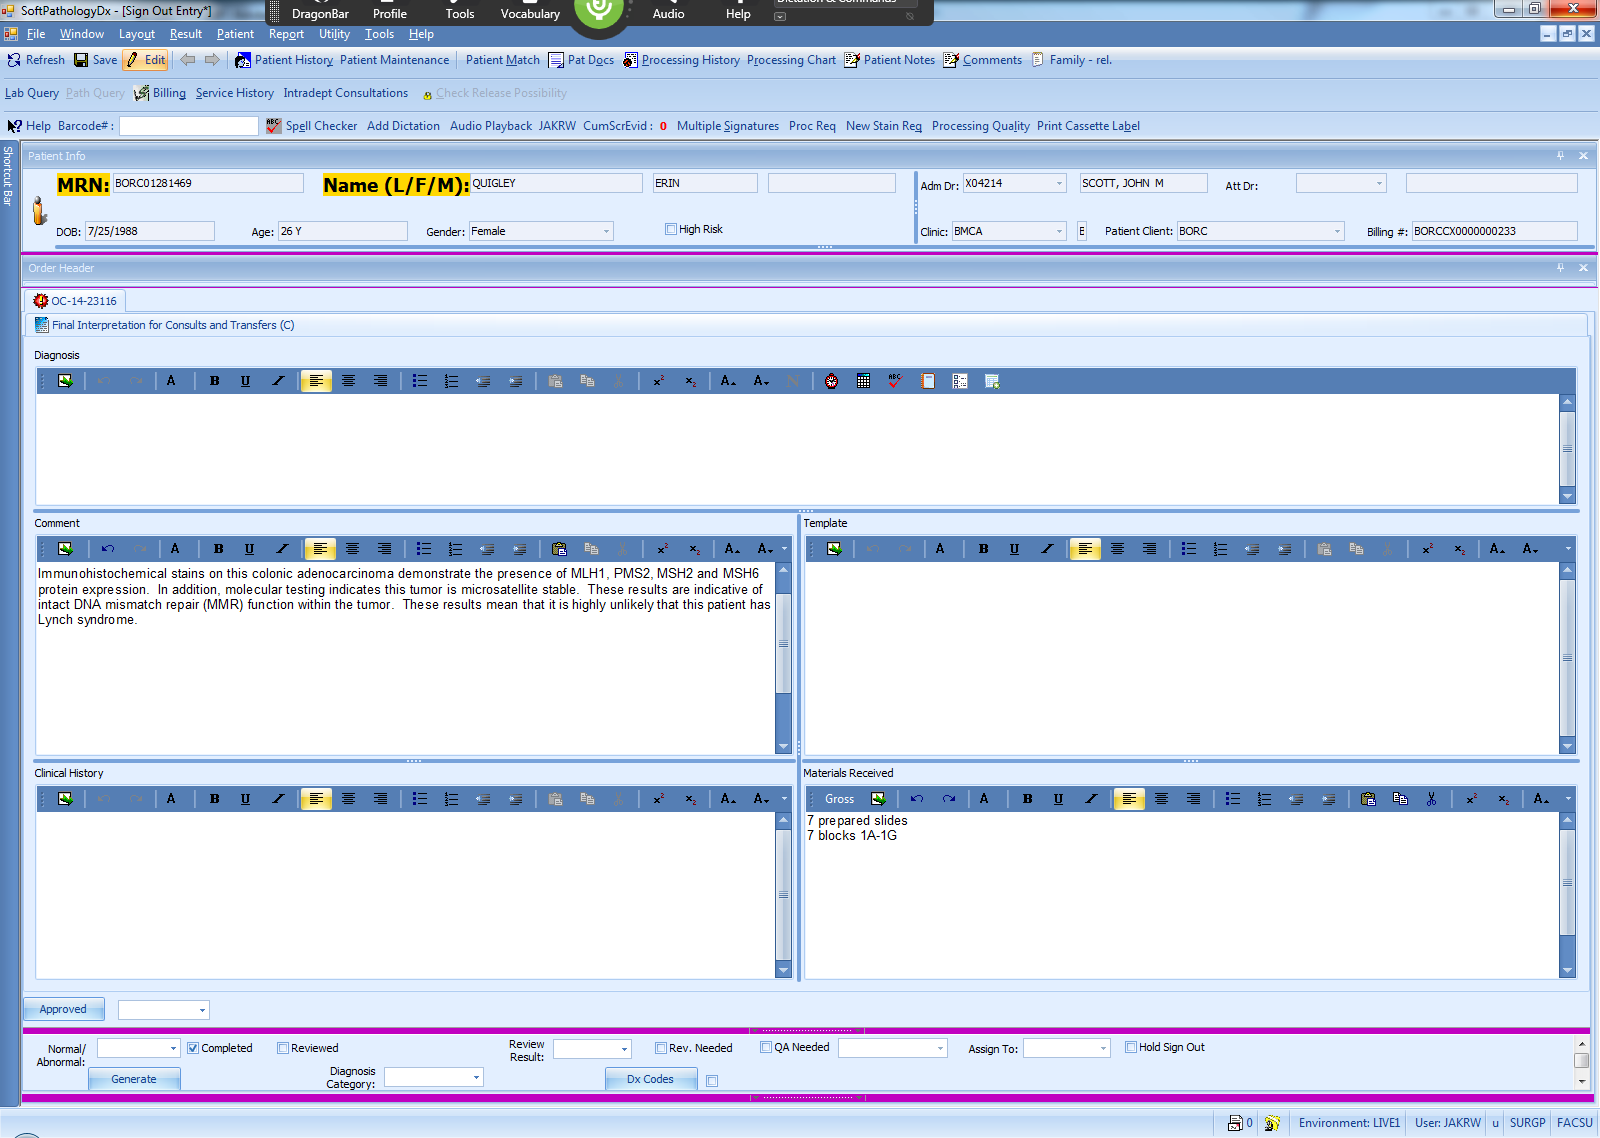 SoftPathologyDx - [Sign Out Entry*]
DragonBar Profile Tools Vocabulary Audio Help
File Window Layout Result Patient Report Utility Tools Help
Refresh Save Edit Patient History Patient Maintenance Patient Match Pat Docs Processing History Processing Chart Patient Notes Comments Family - rel.
Lab Query Path Query Billing Service History Intradept Consultations Check Release Possibility
Help Barcode# : Spell Checker Add Dictation Audio Playback JAKRW CumScrEvid : 0 Multiple Signatures Proc Req New Stain Req Processing Quality Print Cassette Label
Shortcut Bar
Patient Info
MRN: BORC01281469 Name (L/F/M): QUIGLEY ERIN Adm Dr: X04214 SCOTT, JOHN M Att Dr:
DOB: 7/25/1988 Age: 26 Y Gender: Female High Risk Clinic: BMCA E Patient Client: BORC Billing #: BORCCX0000000233
Order Header
OC-14-23116
Final Interpretation for Consults and Transfers (C)
Diagnosis
Comment
Immunohistochemical stains on this colonic adenocarcinoma demonstrate the presence of MLH1, PMS2, MSH2 and MSH6
protein expression.  In addition, molecular testing indicates this tumor is microsatellite stable.  These results are indicative of
intact DNA mismatch repair (MMR) function within the tumor.  These results mean that it is highly unlikely that this patient has
Lynch syndrome.
Template
Clinical History
Materials Received
Gross
7 prepared slides
7 blocks 1A-1G
Approved
Normal/
Abnormal:
Completed Reviewed
Review
Result:
Rev. Needed QA Needed Assign To: Hold Sign Out
Generate
Diagnosis
Category:
Dx Codes
0 Environment: LIVE1 User: JAKRW u SURGP FACSU